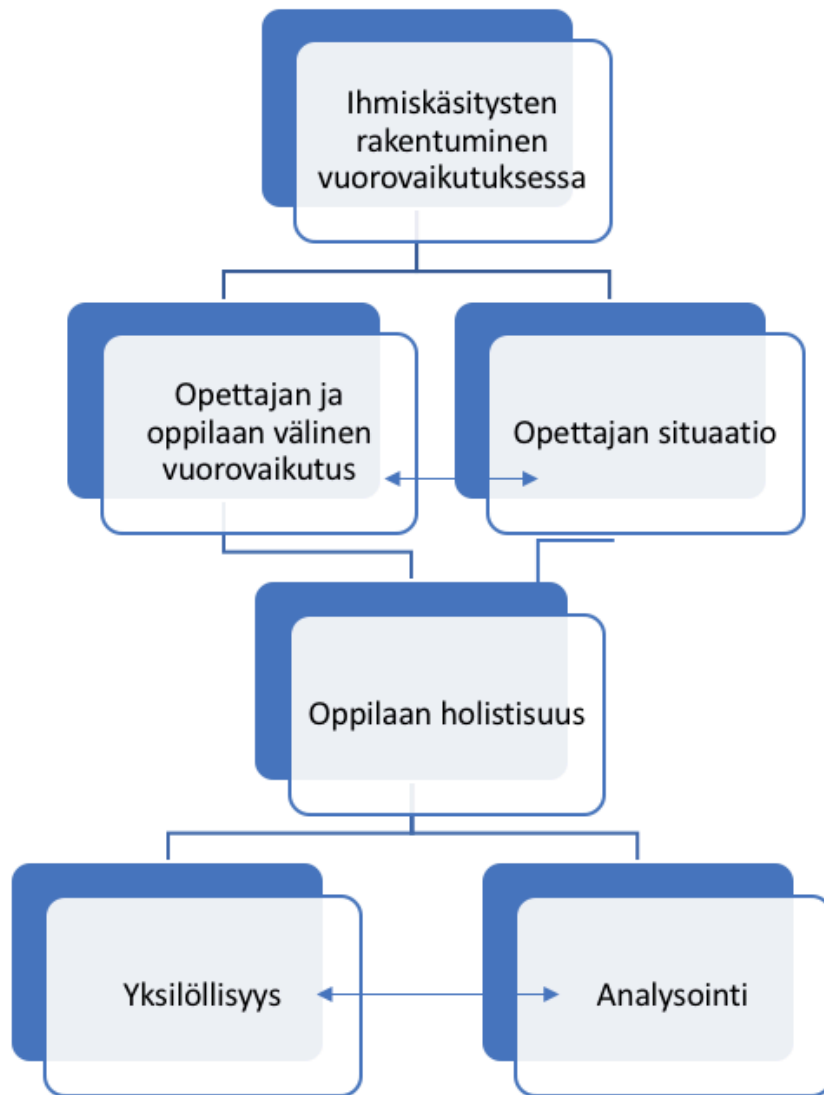 Ihmiskäsitysten
rakentuminen
vuorovaikutuksessa
Opettajan ja
oppilaan välinen
vuorovaikutus
Opettajan situaatio
Oppilaan holistisuus
Yksilöllisyys
Analysointi